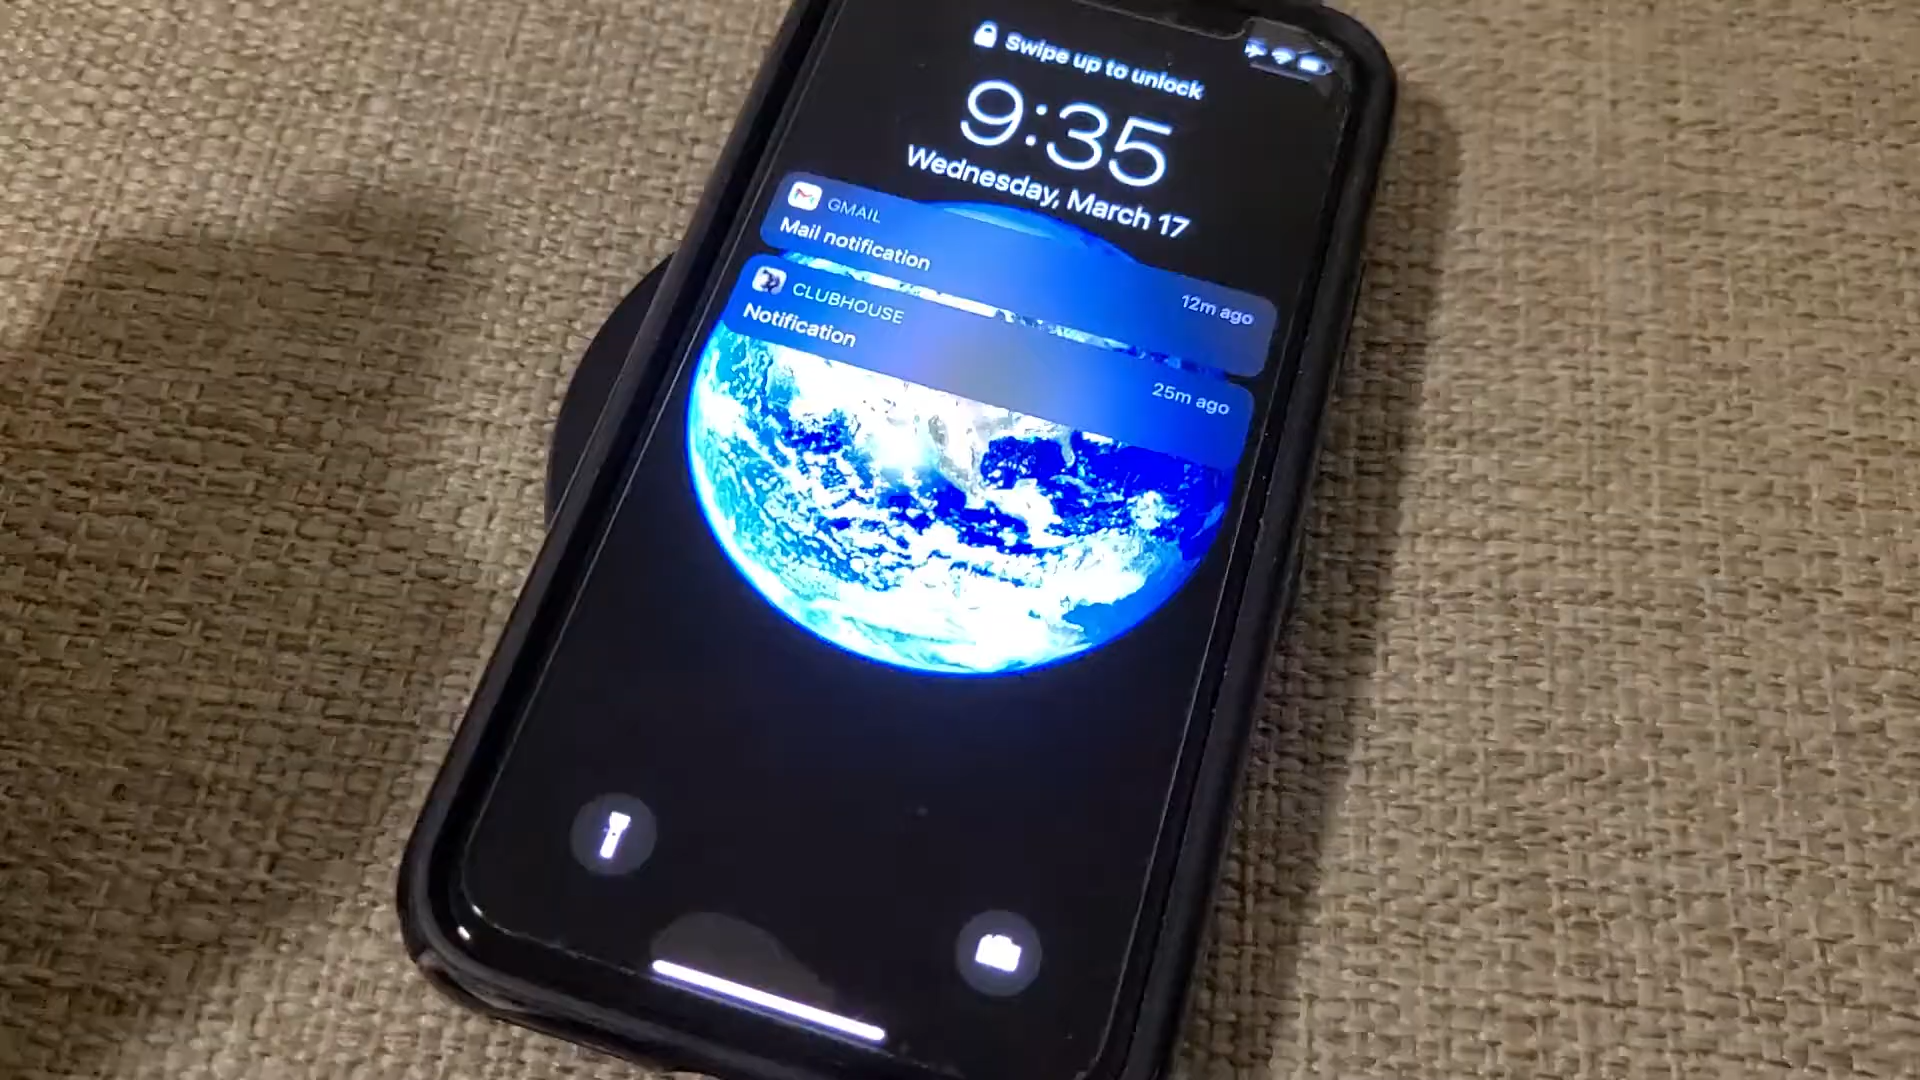 Swipe up to unlock
9:35
Wednesday, March 17
GMAIL
12m ago
Mail notification
CLUBHOUSE
25m ago
Notification